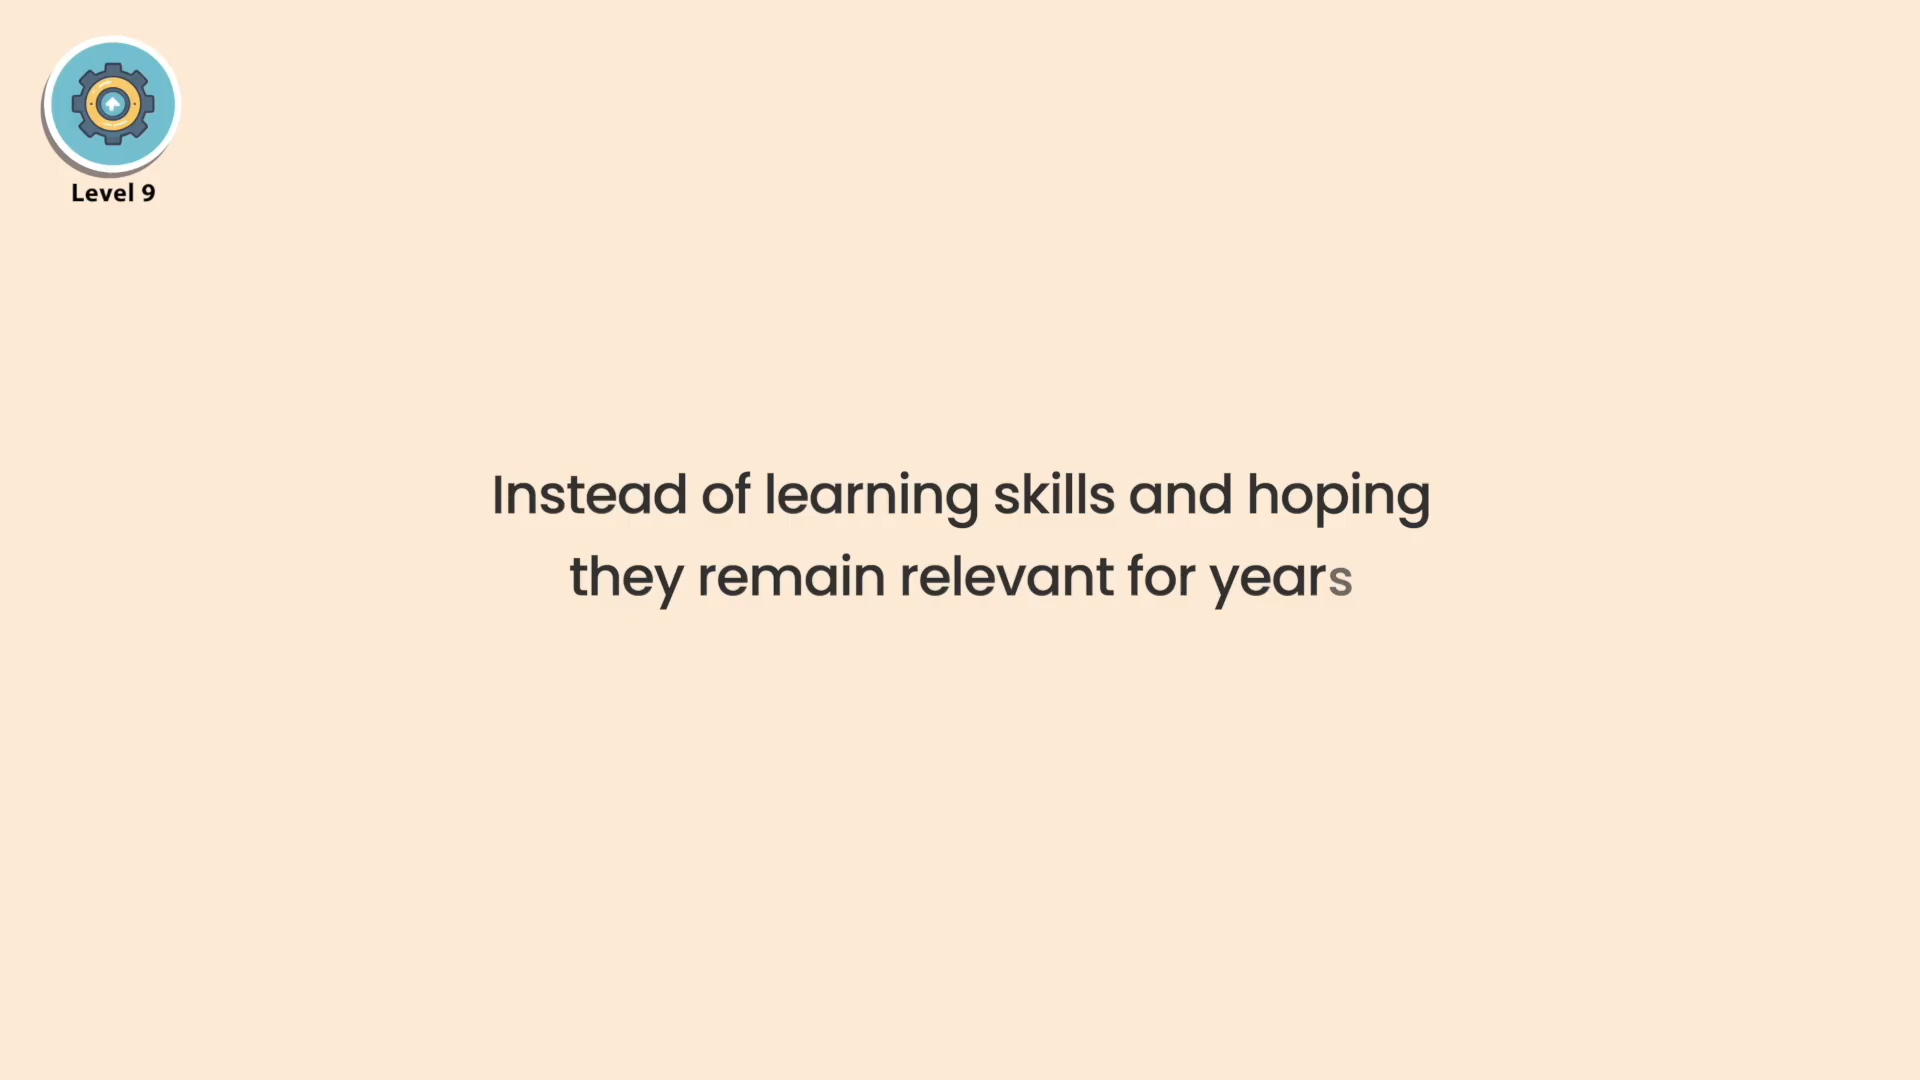 Level 9
Instead of learning skills and hoping
they remain relevant for years